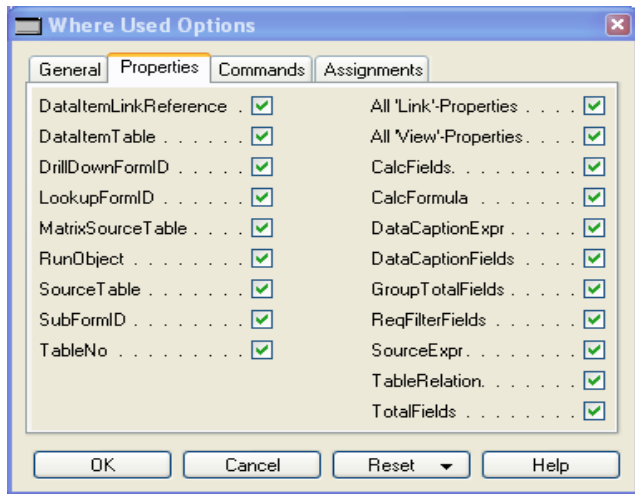 Where Used Options
General Properties Commands Assignments
DataItemLinkReference .
DataItemTable . . . . . .
DrillDownFormID . . . . .
LookupFormID . . . . . .
MatrixSourceTable . . . .
RunObject . . . . . . . .
SourceTable . . . . . . .
SubFormID . . . . . . . .
TableNo . . . . . . . . .
All 'Link'-Properties . . . .
All 'View'-Properties . . . .
CalcFields. . . . . . . . .
CalcFormula . . . . . . .
DataCaptionExpr . . . . .
DataCaptionFields . . . .
GroupTotalFields . . . . .
ReqFilterFields . . . . . .
SourceExpr. . . . . . . .
TableRelation. . . . . . .
TotalFields . . . . . . . .
OK Cancel Reset Help